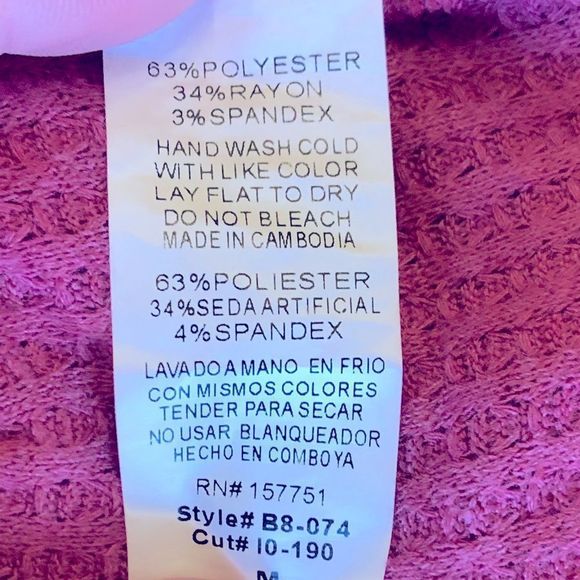 63%POLYESTER
34%RAYON
3%SPANDEX
HAND WASH COLD
WITH LIKE COLOR
LAY FLAT TO DRY
DO NOT BLEACH
MADE IN CAMBODIA
63%POLIESTER
34%SEDA ARTIFICIAL
4%SPANDEX
LAVADO A MANO EN FRIO
CON MISMOS COLORES
TENDER PARA SECAR
NO USAR BLANQUEADOR
HECHO EN COMBOYA
RN# 157751
Style# B8-074
Cut# I0-190
M